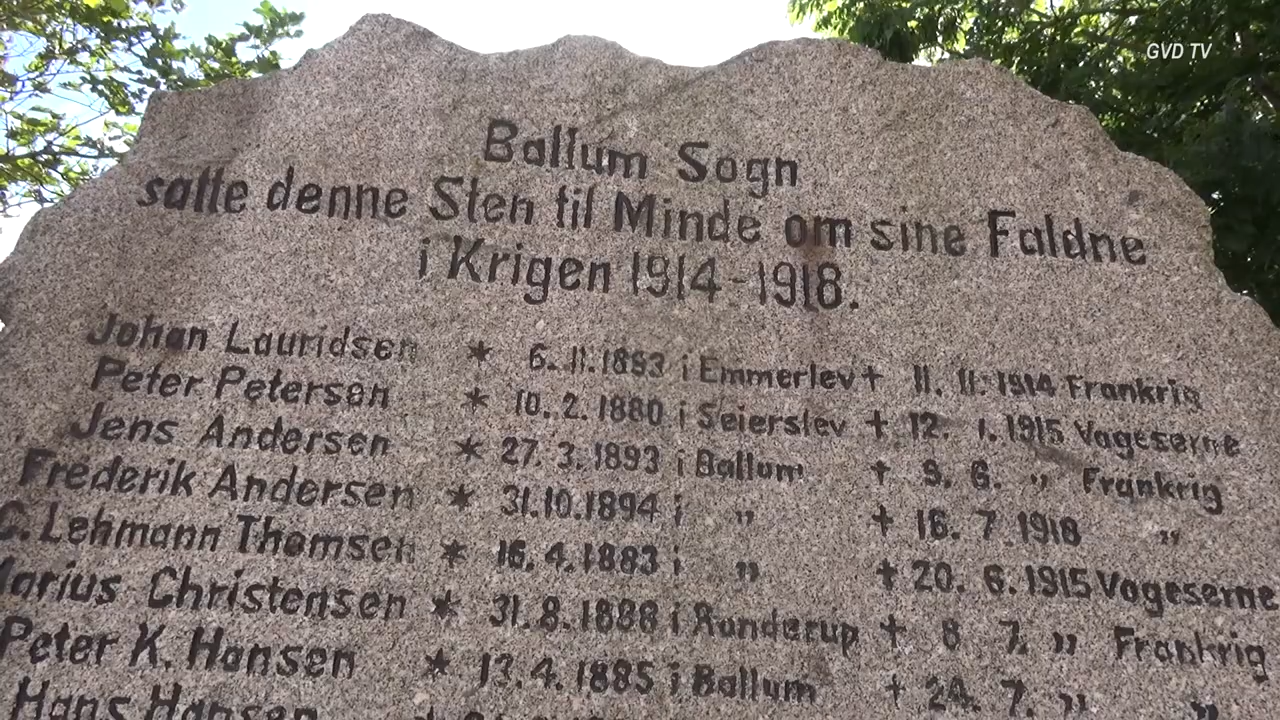 GVD TV
Ballum Sogn
satte denne Sten til Minde om sine Faldne
i Krigen 1914-1918.
Johan Lauridsen * 6. 11. 1893 i Emmerlev † 11. 11. 1914 Frankrig
Peter Petersen * 10. 2. 1880 i Seierslev † 12. 1. 1915 Vogeserne
Jens Andersen * 27. 3. 1893 i Ballum † 9. 6. „ Frankrig
Frederik Andersen * 31. 10. 1894 i „ † 16. 7. 1918 „
C. Lehmann Thomsen * 16. 4. 1883 i „ † 20. 6. 1915 Vogeserne
Marius Christensen * 31. 8. 1888 i Randerup † 8 7. „ Frankrig
Peter K. Hansen * 13. 4. 1885 i Ballum † 24. 7. „ „
Hans Hansen *